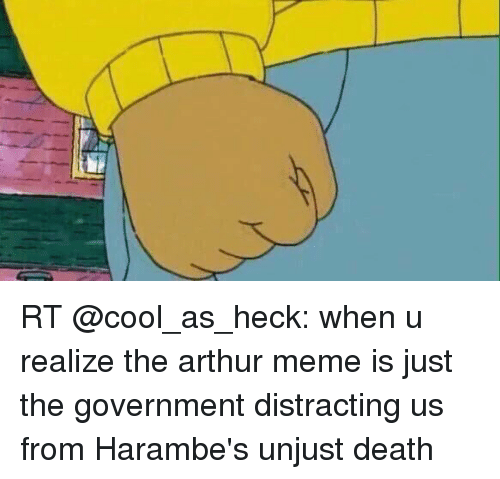 RT @cool_as_heck: when u
realize the arthur meme is just
the government distracting us
from Harambe's unjust death